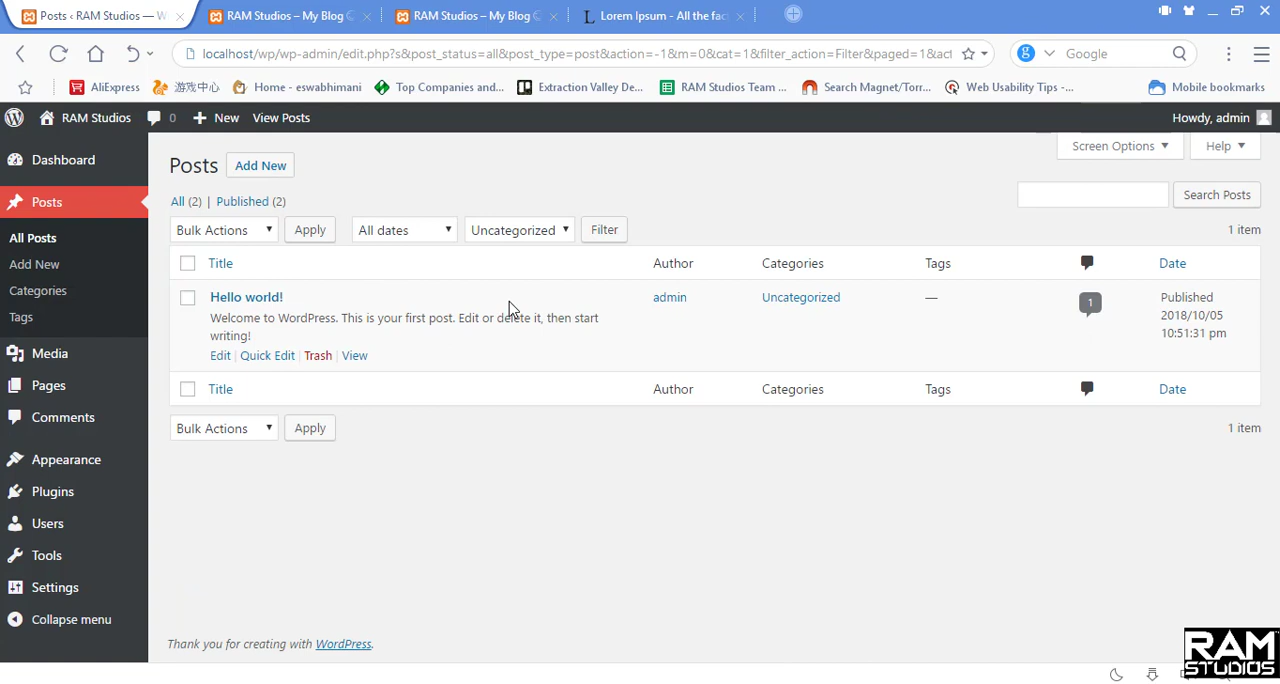 Posts ‹ RAM Studios — W
RAM Studios – My Blog
RAM Studios – My Blog
Lorem Ipsum - All the fac
localhost/wp/wp-admin/edit.php?s&post_status=all&post_type=post&action=-1&m=0&cat=1&filter_action=Filter&paged=1&act
Google
AliExpress
游戏中心
Home - eswabhimani
Top Companies and...
Extraction Valley De...
RAM Studios Team ...
Search Magnet/Torr...
Web Usability Tips -...
Mobile bookmarks
RAM Studios
0
New
View Posts
Howdy, admin
Dashboard
Posts
All Posts
Add New
Categories
Tags
Media
Pages
Comments
Appearance
Plugins
Users
Tools
Settings
Collapse menu
Posts
Add New
Screen Options
Help
All (2) | Published (2)
Search Posts
Bulk Actions
Apply
All dates
Uncategorized
Filter
1 item
Title
Author
Categories
Tags
Date
Hello world!
Welcome to WordPress. This is your first post. Edit or delete it, then start
writing!
Edit | Quick Edit | Trash | View
admin
Uncategorized
—
1
Published
2018/10/05
10:51:31 pm
Title
Author
Categories
Tags
Date
Bulk Actions
Apply
1 item
Thank you for creating with WordPress.
RAM
STUDIOS